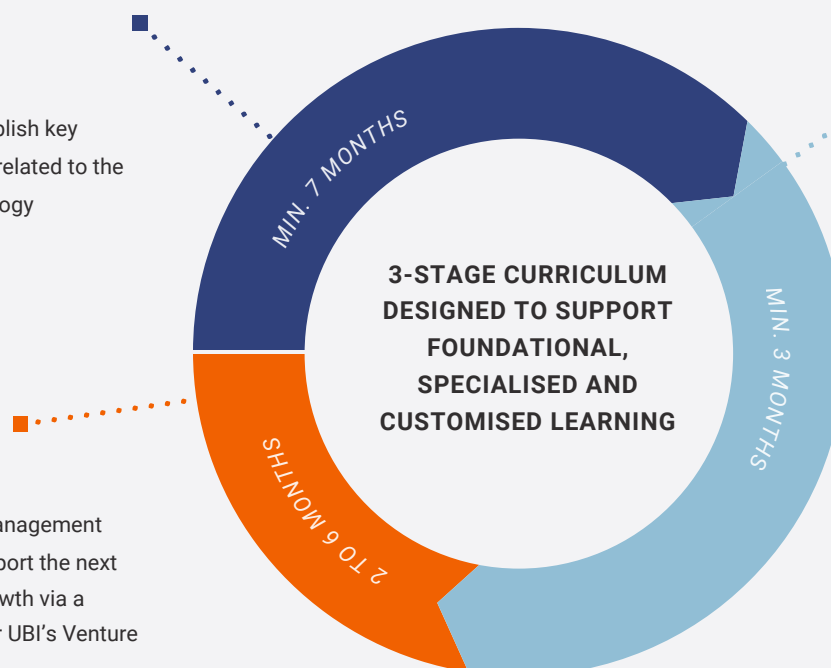 blish key
related to the
ogy
MIN. 7 MONTHS
3-STAGE CURRICULUM
DESIGNED TO SUPPORT
FOUNDATIONAL,
SPECIALISED AND
CUSTOMISED LEARNING
MIN. 3 MONTHS
2 TO 6 MONTHS
anagement
port the next
wth via a
r UBI’s Venture